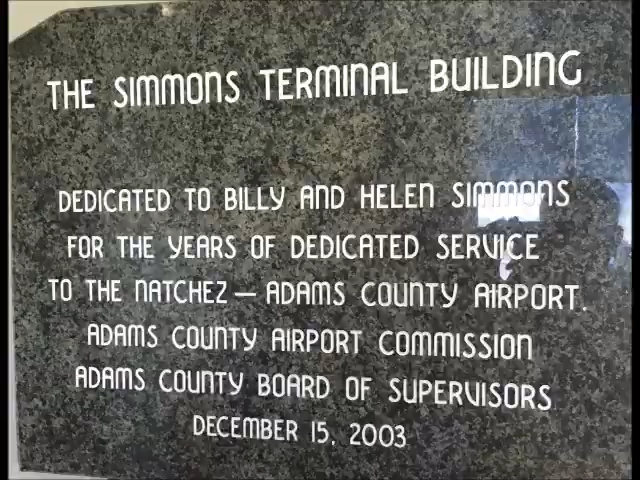 THE SIMMONS TERMINAL BUILDING
DEDICATED TO BILLY AND HELEN SIMMONS
FOR THE YEARS OF DEDICATED SERVICE
TO THE NATCHEZ — ADAMS COUNTY AIRPORT.
ADAMS COUNTY AIRPORT COMMISSION
ADAMS COUNTY BOARD OF SUPERVISORS
DECEMBER 15, 2003